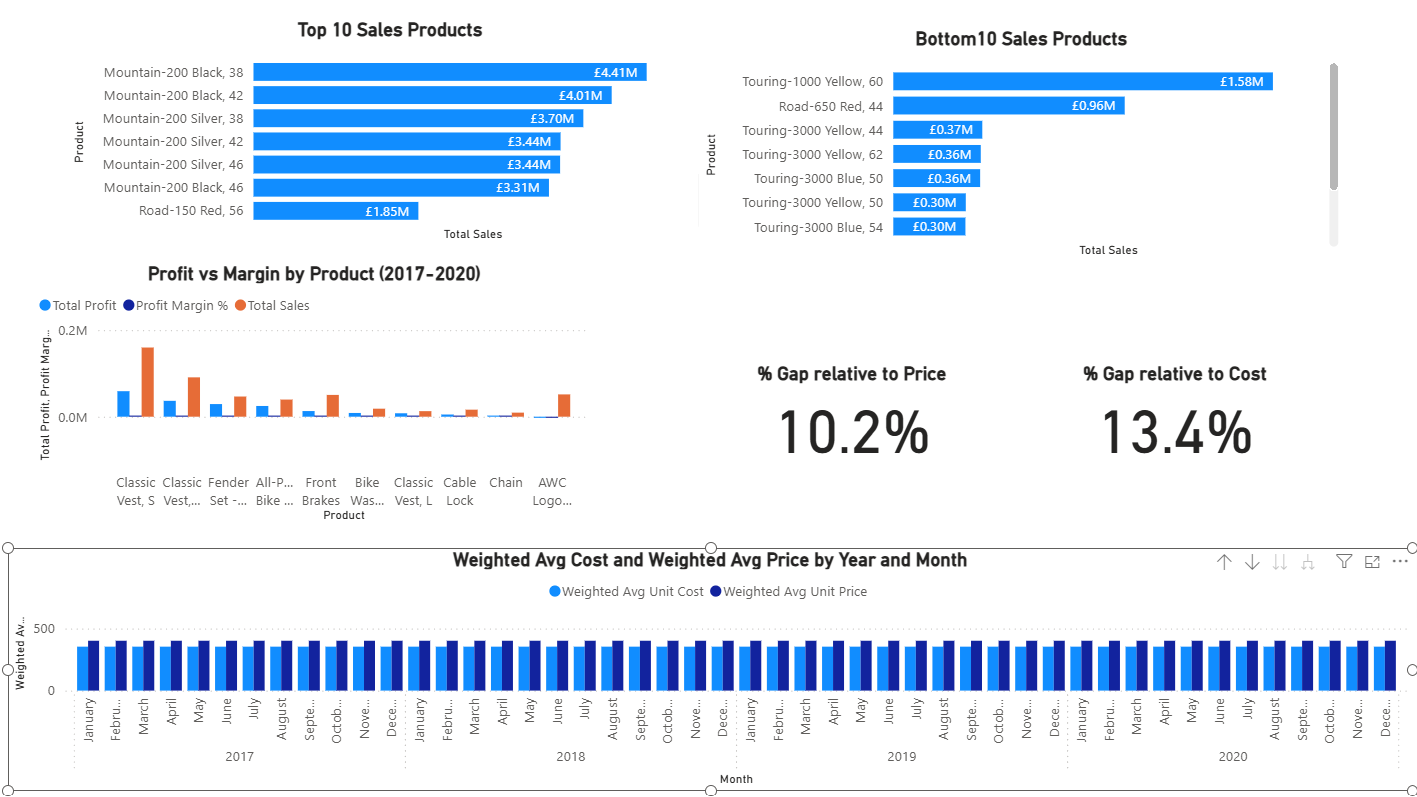 Top 10 Sales Products
Product
Mountain-200 Black, 38 £4.41M
Mountain-200 Black, 42 £4.01M
Mountain-200 Silver, 38 £3.70M
Mountain-200 Silver, 42 £3.44M
Mountain-200 Silver, 46 £3.44M
Mountain-200 Black, 46 £3.31M
Road-150 Red, 56 £1.85M
Total Sales
Bottom10 Sales Products
Product
Touring-1000 Yellow, 60 £1.58M
Road-650 Red, 44 £0.96M
Touring-3000 Yellow, 44 £0.37M
Touring-3000 Yellow, 62 £0.36M
Touring-3000 Blue, 50 £0.36M
Touring-3000 Yellow, 50 £0.30M
Touring-3000 Blue, 54 £0.30M
Total Sales
Profit vs Margin by Product (2017-2020)
Total Profit Profit Margin % Total Sales
Total Profit, Profit Marg...
0.2M
0.0M
Classic Classic Fender All-P... Front Bike Classic Cable Chain AWC
Vest, S Vest,... Set -... Bike ... Brakes Was... Vest, L Lock Logo...
Product
% Gap relative to Price
10.2%
% Gap relative to Cost
13.4%
Weighted Avg Cost and Weighted Avg Price by Year and Month
Weighted Avg Unit Cost Weighted Avg Unit Price
Weighted Av...
500
0
January Febru... March April May June July August Septe... Octob... Nove... Dece... January Febru... March April May June July August Septe... Octob... Nove... Dece... January Febru... March April May June July August Septe... Octob... Nove... Dece... January Febru... March April May June July August Septe... Octob... Nove... Dece...
2017 2018 2019 2020
Month